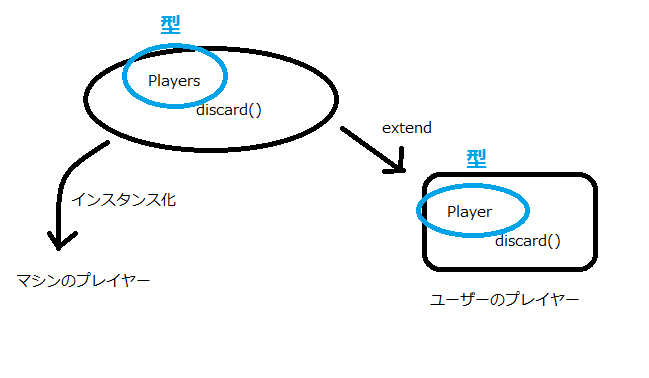 型
Players
discard()
extend
型
インスタンス化
Player
discard()
マシンのプレイヤー
ユーザーのプレイヤー